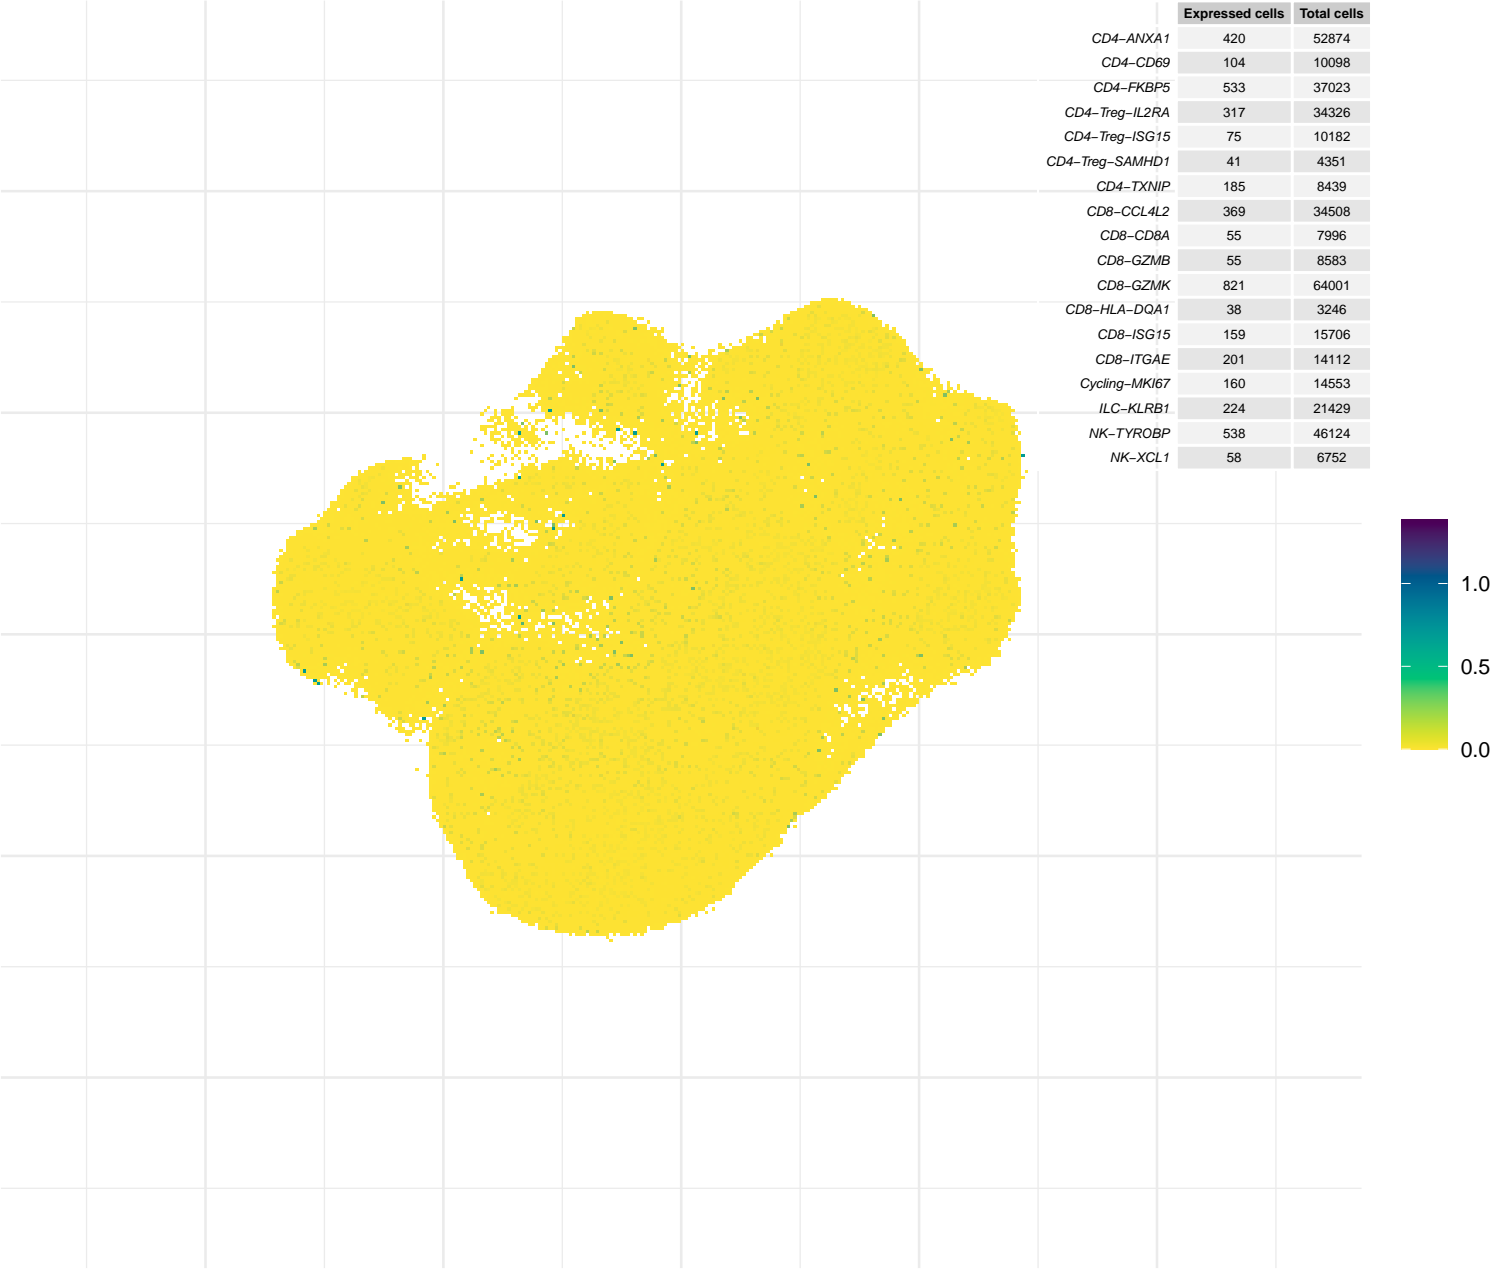 Expressed cells Total cells
CD4−ANXA1 420 52874
CD4−CD69 104 10098
CD4−FKBP5 533 37023
CD4−Treg−IL2RA 317 34326
CD4−Treg−ISG15 75 10182
CD4−Treg−SAMHD1 41 4351
CD4−TXNIP 185 8439
CD8−CCL4L2 369 34508
CD8−CD8A 55 7996
CD8−GZMB 55 8583
CD8−GZMK 821 64001
CD8−HLA−DQA1 38 3246
CD8−ISG15 159 15706
CD8−ITGAE 201 14112
Cycling−MKI67 160 14553
ILC−KLRB1 224 21429
NK−TYROBP 538 46124
NK−XCL1 58 6752
1.0
0.5
0.0